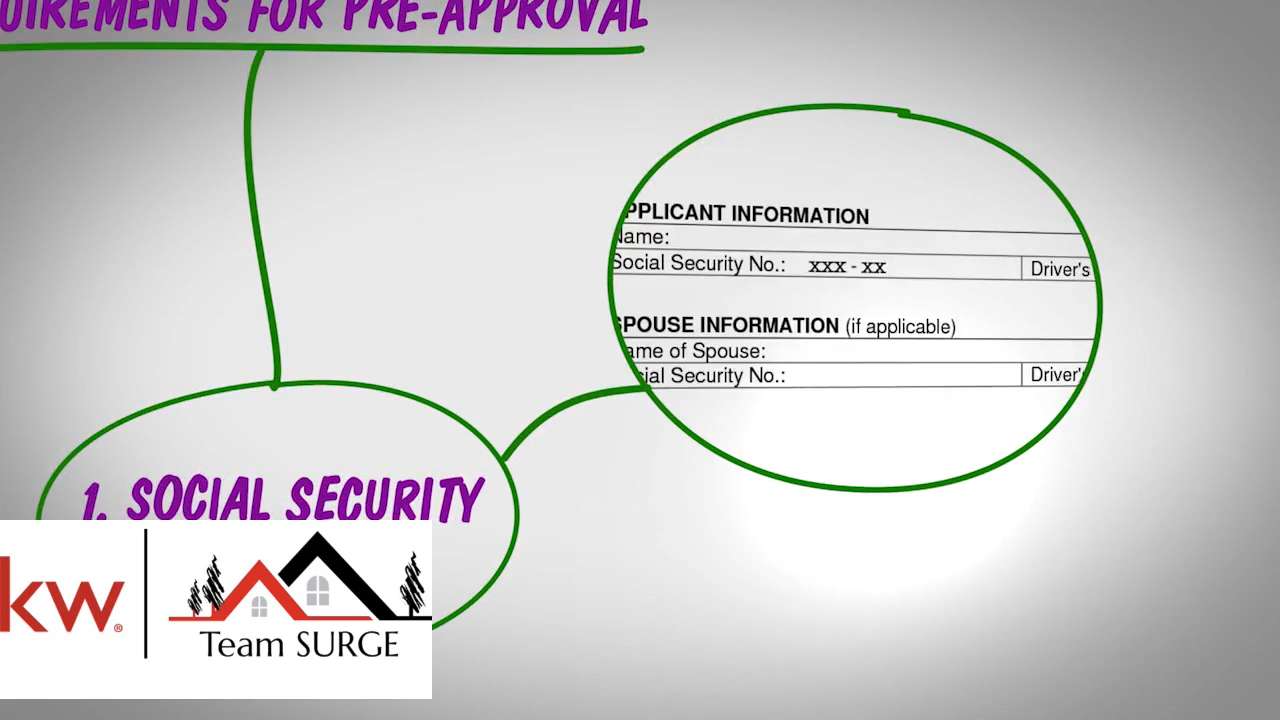 UIREMENTS FOR PRE-APPROVAL
PPLICANT INFORMATION
Name:
Social Security No.: xxx - xx
Driver's
SPOUSE INFORMATION (if applicable)
ame of Spouse:
ial Security No.:
Driver'
1. SOCIAL SECURITY
kw®
Team SURGE